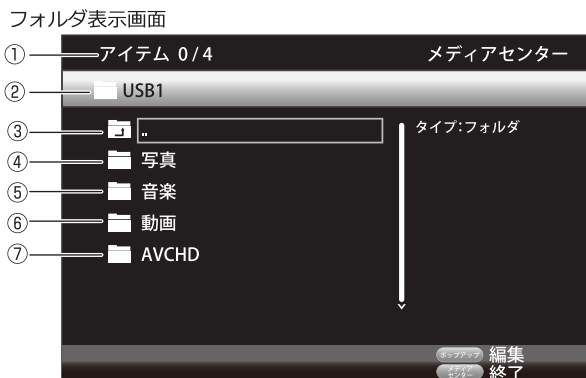 フォルダ表示画面
① アイテム 0/4 メディアセンター
② USB1
③ .. タイプ:フォルダ
④ 写真
⑤ 音楽
⑥ 動画
⑦ AVCHD
ポップアップ 編集
メディアセンター 終了